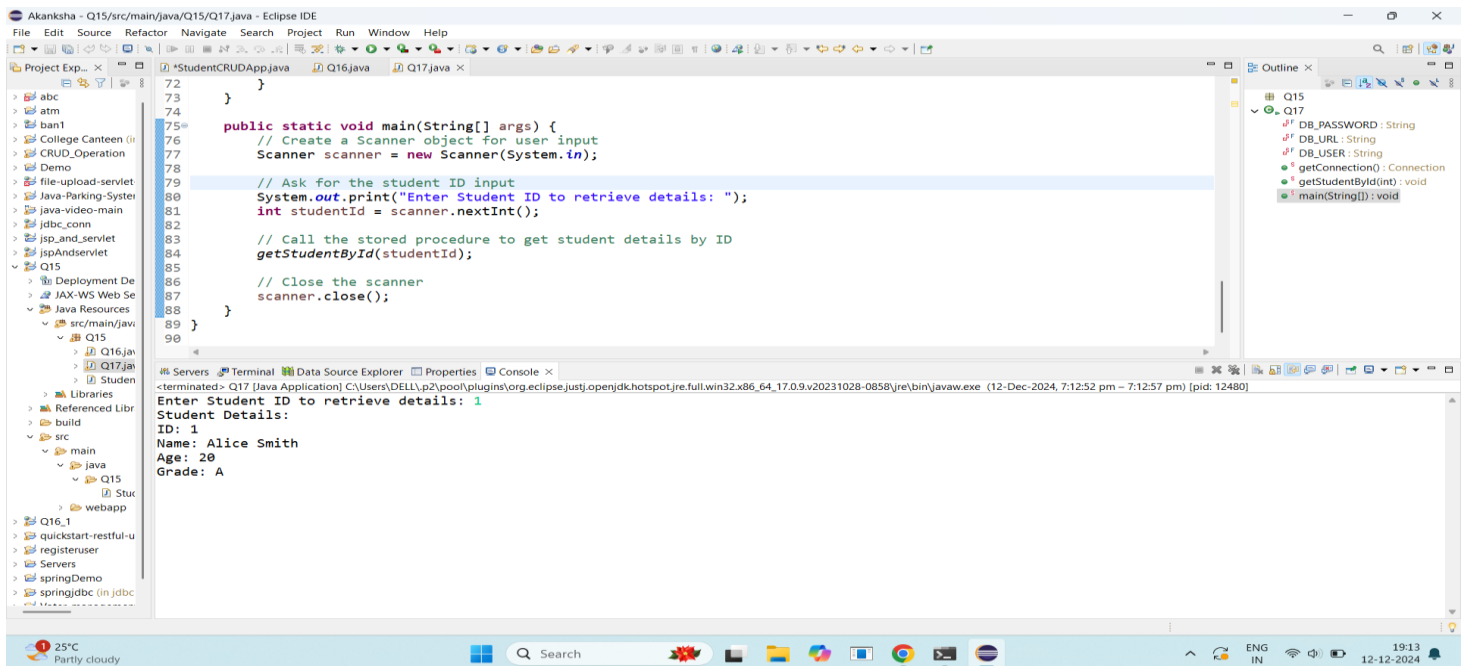 Akanksha - Q15/src/main/java/Q15/Q17.java - Eclipse IDE
File Edit Source Refactor Navigate Search Project Run Window Help
Project Exp...
abc
atm
ban1
College Canteen (i
CRUD_Operation
Demo
file-upload-servlet
Java-Parking-Syster
java-video-main
jdbc_conn
jsp_and_servlet
jspAndservlet
Q15
Deployment De
JAX-WS Web Se
Java Resources
src/main/java
Q15
Q16.jav
Q17.jav
Studen
Libraries
Referenced Libr
build
src
main
java
Q15
Stud
webapp
Q16_1
quickstart-restful-u
registeruser
Servers
springDemo
springjdbc (in jdbc
*StudentCRUDApp.java Q16.java Q17.java
72 }
73 }
74
75 public static void main(String[] args) {
76 // Create a Scanner object for user input
77 Scanner scanner = new Scanner(System.in);
78
79 // Ask for the student ID input
80 System.out.print("Enter Student ID to retrieve details: ");
81 int studentId = scanner.nextInt();
82
83 // Call the stored procedure to get student details by ID
84 getStudentById(studentId);
85
86 // Close the scanner
87 scanner.close();
88 }
89 }
90
Outline
Q15
Q17
DB_PASSWORD : String
DB_URL : String
DB_USER : String
getConnection() : Connection
getStudentById(int) : void
main(String[]) : void
Servers Terminal Data Source Explorer Properties Console
<terminated> Q17 [Java Application] C:\Users\DELL\.p2\pool\plugins\org.eclipse.justj.openjdk.hotspot.jre.full.win32.x86_64_17.0.9.v20231028-0858\jre\bin\javaw.exe (12-Dec-2024, 7:12:52 pm – 7:12:57 pm) [pid: 12480]
Enter Student ID to retrieve details: 1
Student Details:
ID: 1
Name: Alice Smith
Age: 20
Grade: A
1
25°C
Partly cloudy
Search
ENG
IN
19:13
12-12-2024